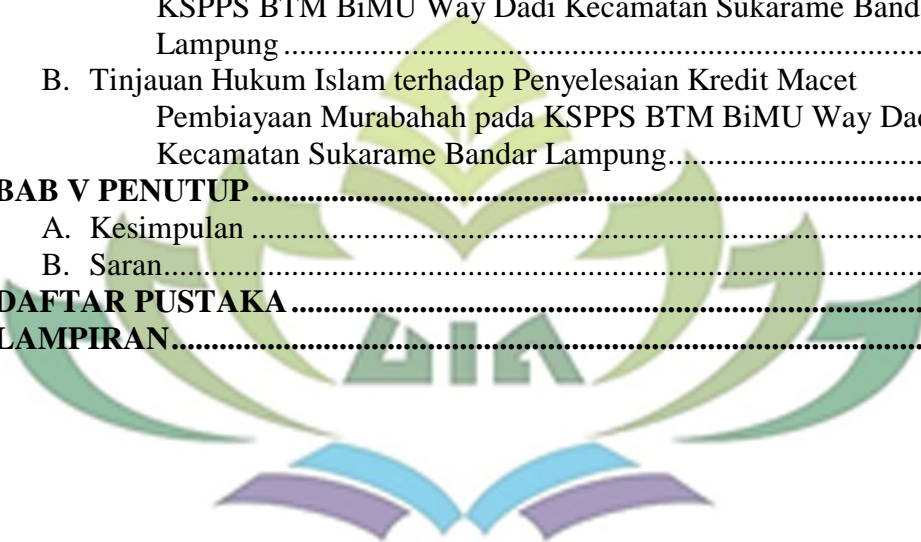 KSPPS BTM BiMU Way Dadi Kecamatan Sukarame Banda
Lampung ........................................................................................
B. Tinjauan Hukum Islam terhadap Penyelesaian Kredit Macet
Pembiayaan Murabahah pada KSPPS BTM BiMU Way Dad
Kecamatan Sukarame Bandar Lampung....................................
BAB V PENUTUP ....................................................................................
A. Kesimpulan ....................................................................................
B. Saran................................................................................................
DAFTAR PUSTAKA ...............................................................................
LAMPIRAN..............................................................................................